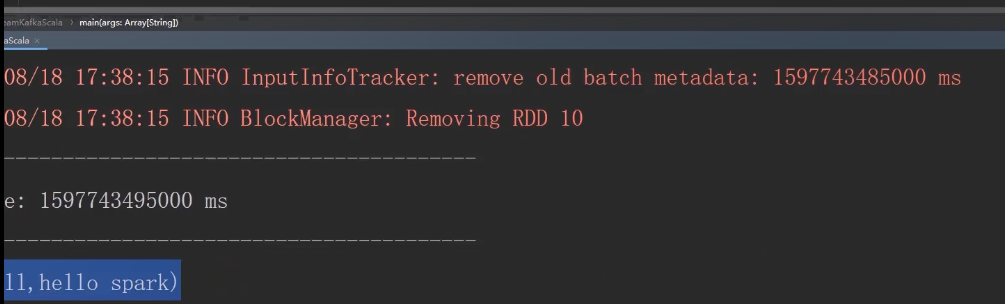 eamKafkaScala > main(args: Array[String])
aScala ×
08/18 17:38:15 INFO InputInfoTracker: remove old batch metadata: 1597743485000 ms
08/18 17:38:15 INFO BlockManager: Removing RDD 10
-------------------------------------------
e: 1597743495000 ms
-------------------------------------------
ll,hello spark)